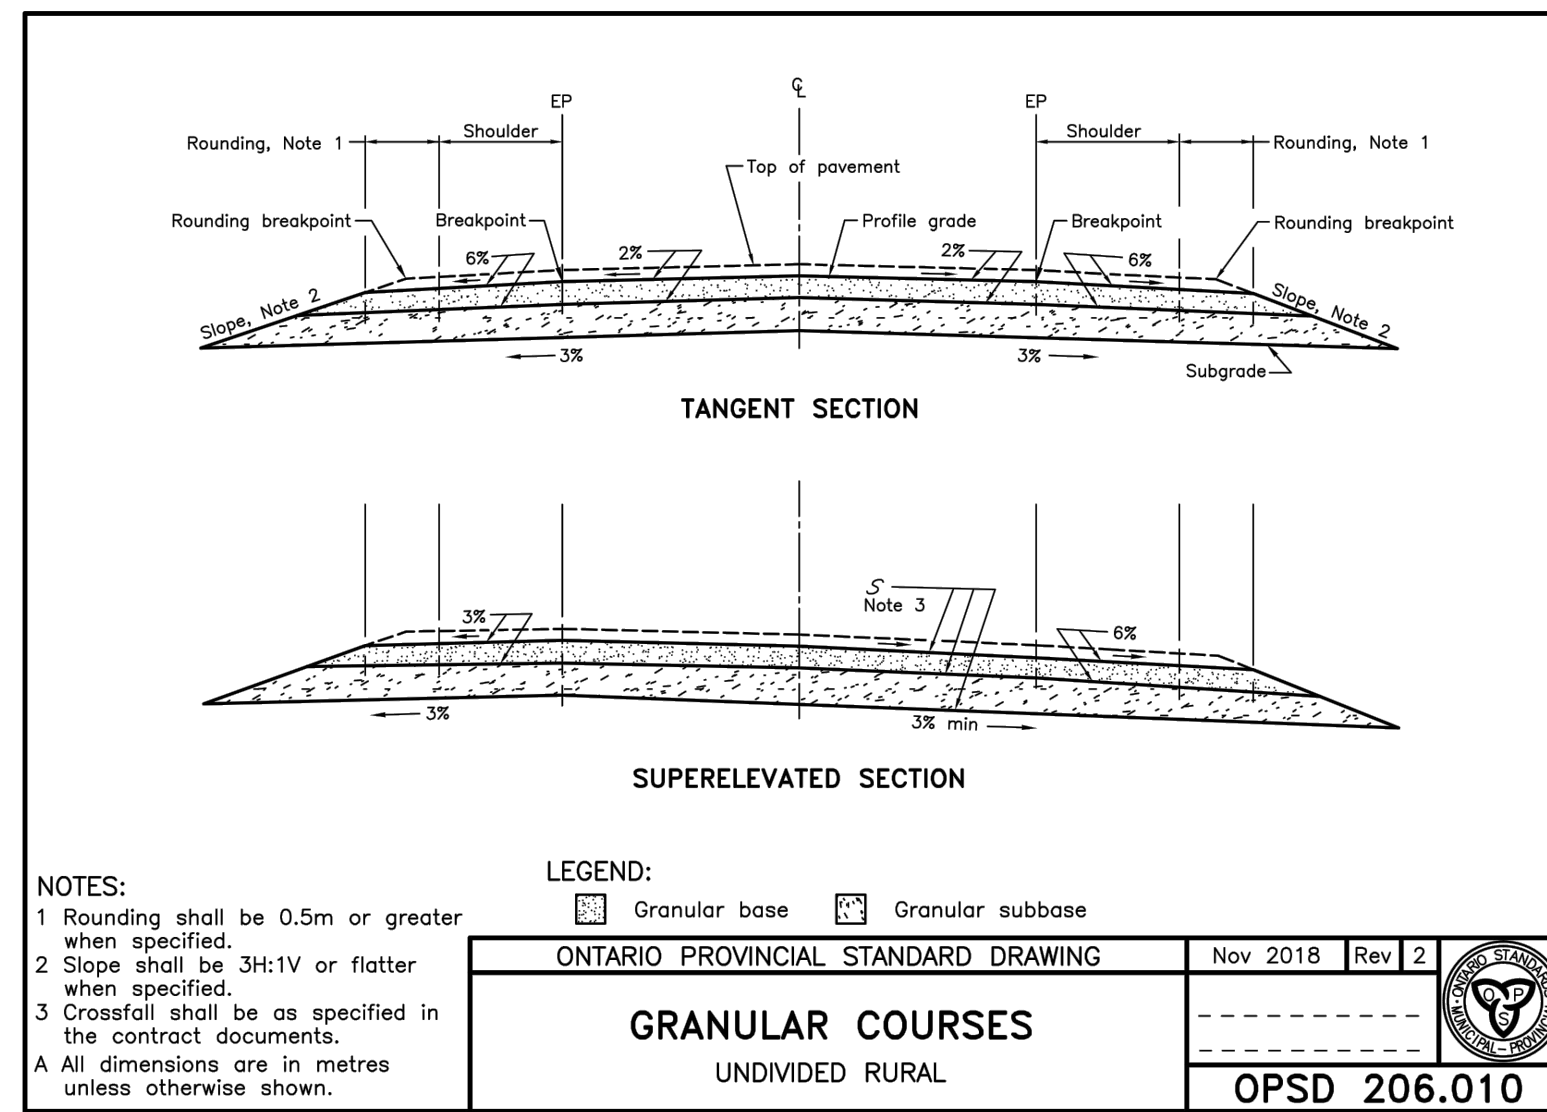 ℄
EP
EP
Rounding, Note 1
Shoulder
Shoulder
Rounding, Note 1
Top of pavement
Rounding breakpoint
Breakpoint
Profile grade
Breakpoint
Rounding breakpoint
6%
2%
2%
6%
Slope, Note 2
Slope, Note 2
3%
3%
Subgrade
TANGENT SECTION
S
Note 3
3%
6%
3%
3% min
SUPERELEVATED SECTION
NOTES:
1 Rounding shall be 0.5m or greater
when specified.
2 Slope shall be 3H:1V or flatter
when specified.
3 Crossfall shall be as specified in
the contract documents.
A All dimensions are in metres
unless otherwise shown.
LEGEND:
Granular base
Granular subbase
ONTARIO PROVINCIAL STANDARD DRAWING
Nov 2018 Rev 2
GRANULAR COURSES
UNDIVIDED RURAL
OPSD 206.010
O P S